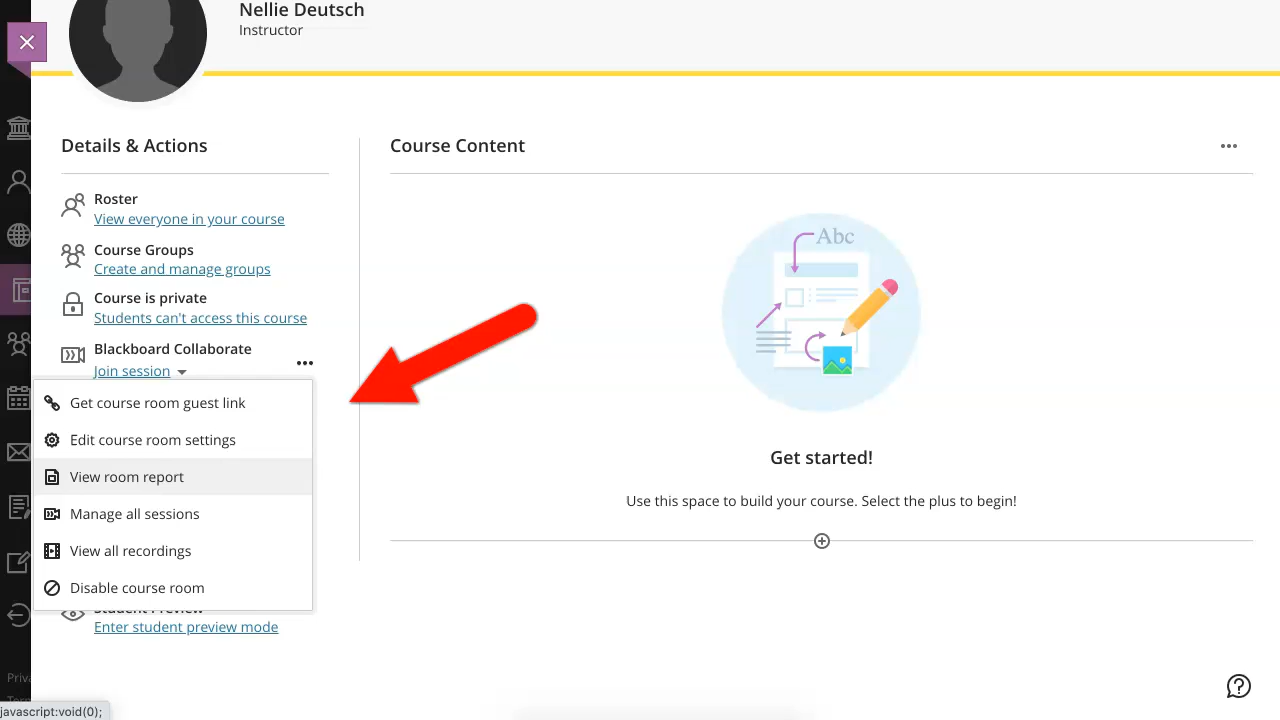 Nellie Deutsch
Instructor
Details & Actions
Roster
View everyone in your course
Course Groups
Create and manage groups
Course is private
Students can't access this course
Blackboard Collaborate
Join session
Get course room guest link
Edit course room settings
View room report
Manage all sessions
View all recordings
Disable course room
Student Preview
Enter student preview mode
Course Content
Abc
Get started!
Use this space to build your course. Select the plus to begin!
javascript:void(0);